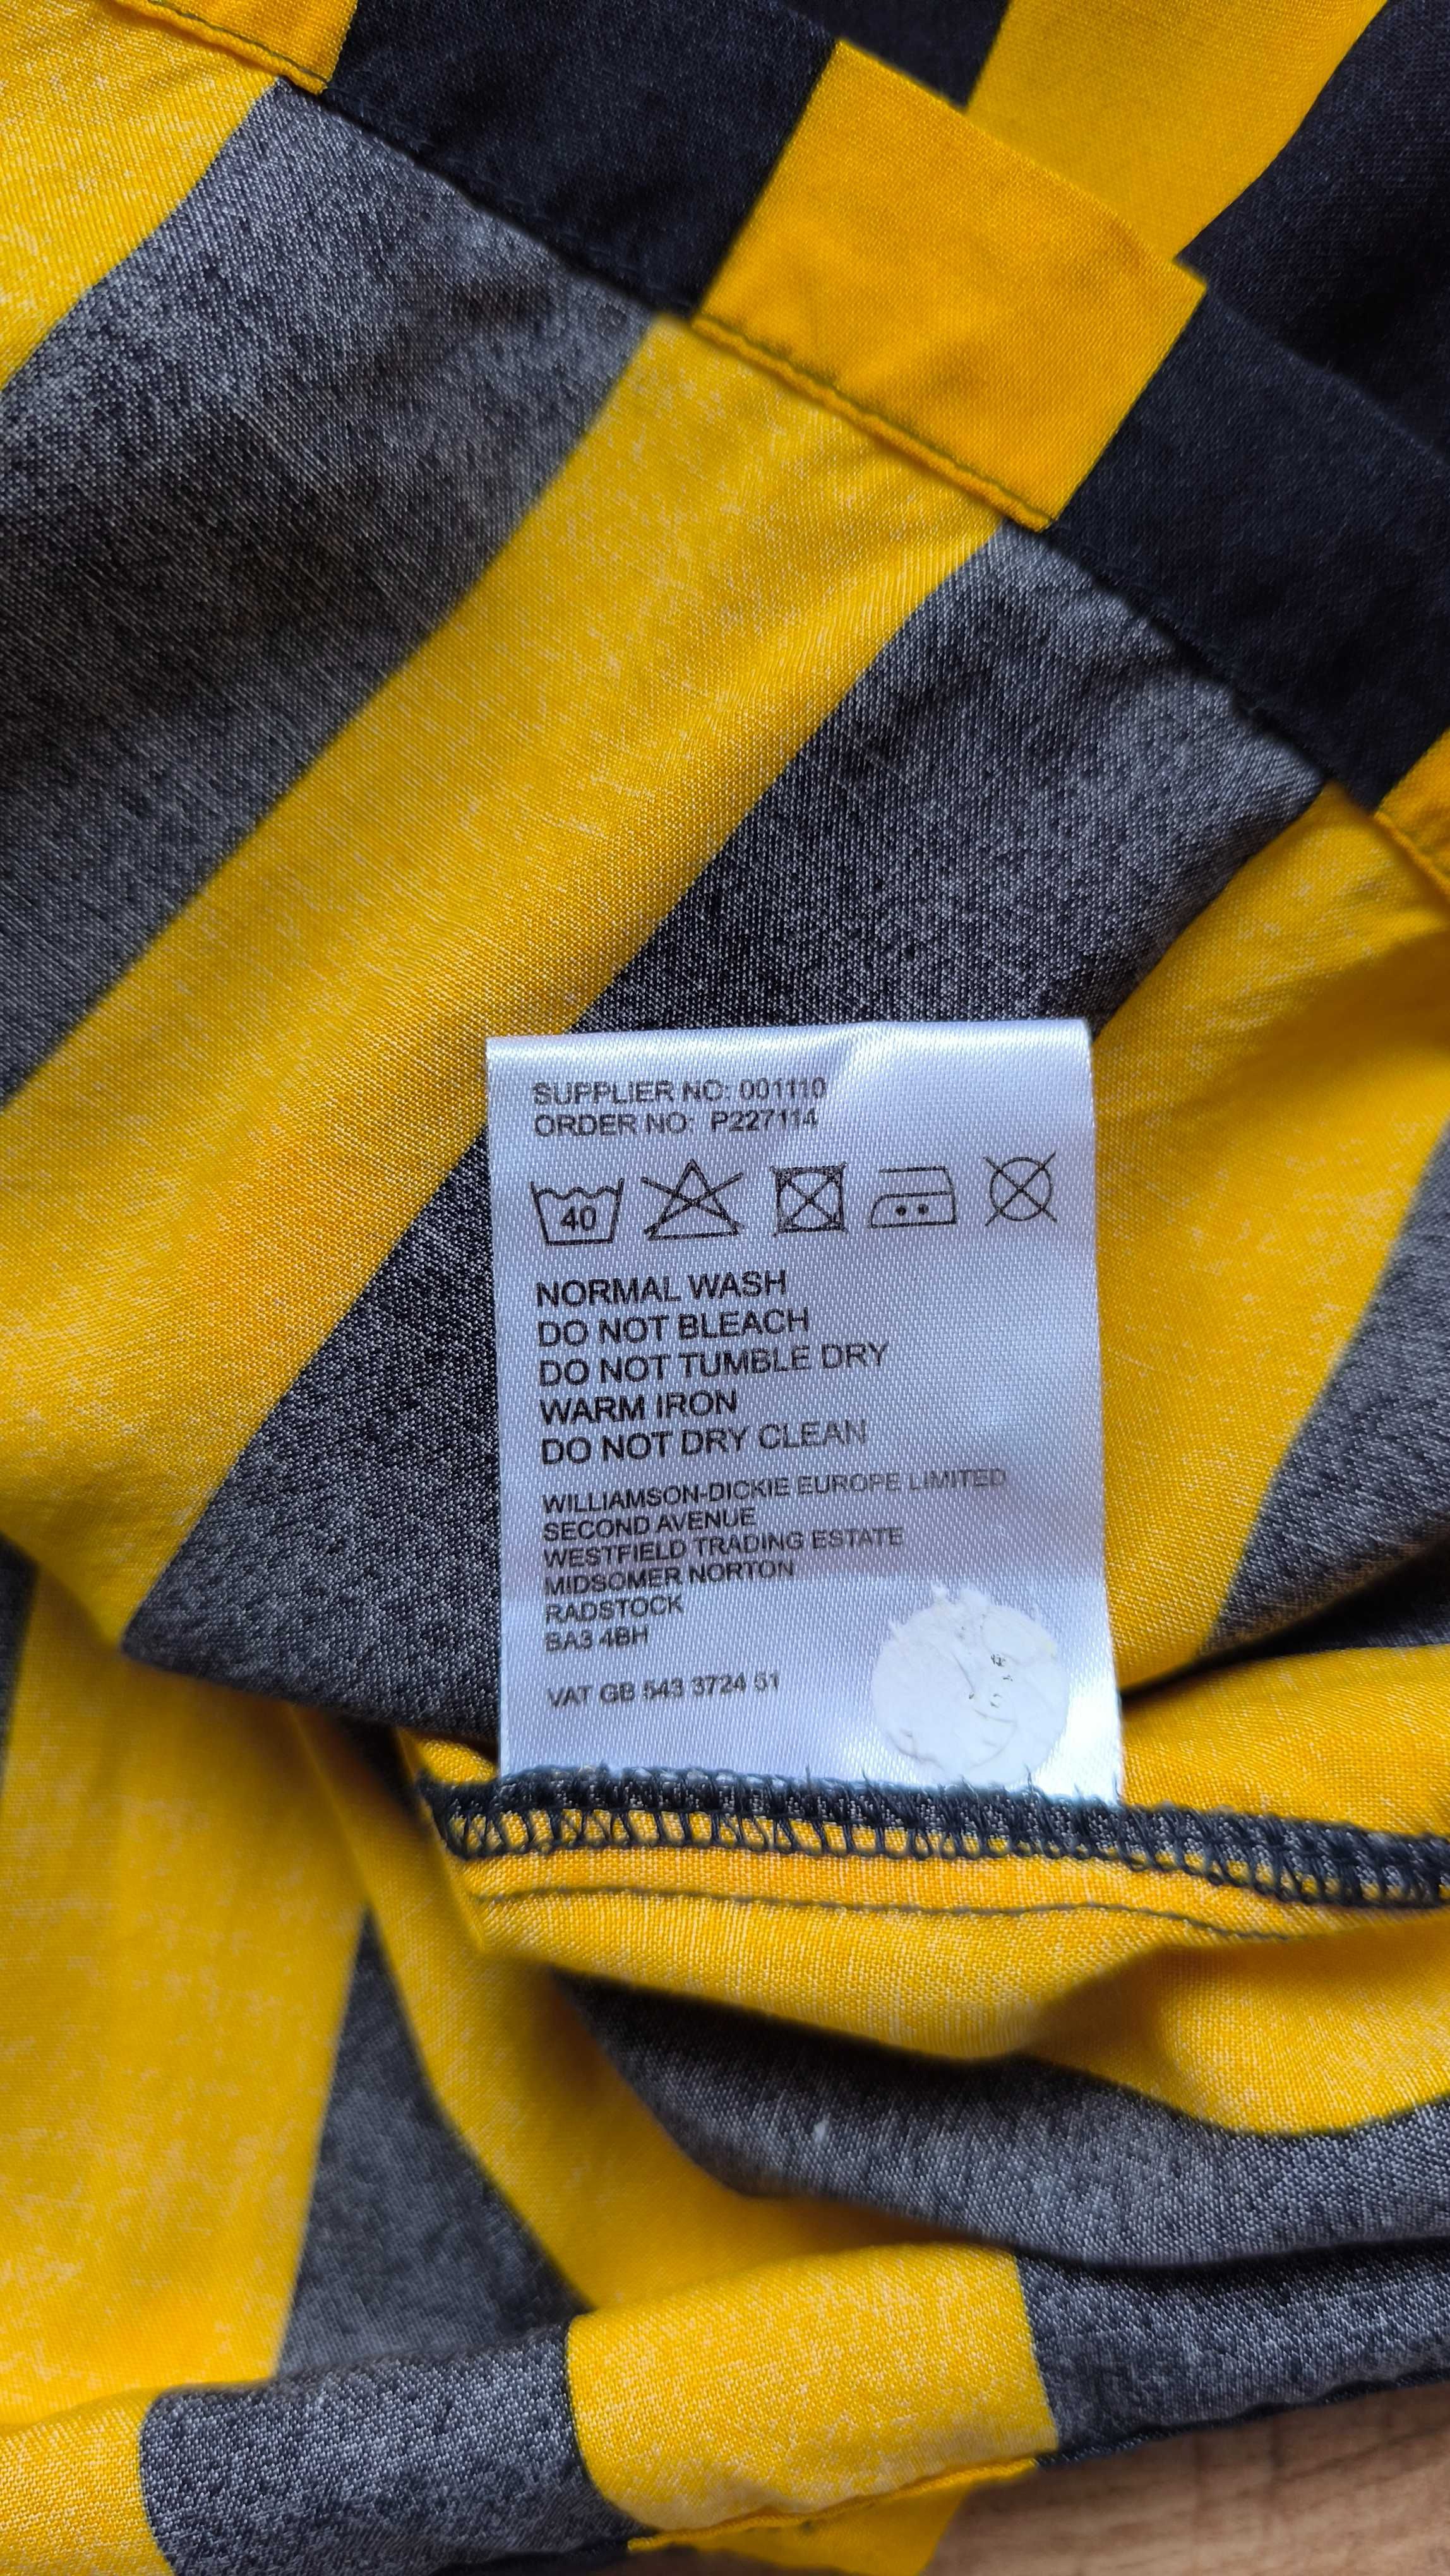 SUPPLIER NO: 001110
ORDER NO: P227114
40
NORMAL WASH
DO NOT BLEACH
DO NOT TUMBLE DRY
WARM IRON
DO NOT DRY CLEAN
WILLIAMSON-DICKIE EUROPE LIMITED
SECOND AVENUE
WESTFIELD TRADING ESTATE
MIDSOMER NORTON
RADSTOCK
BA3 4BH
VAT GB 543 3724 51